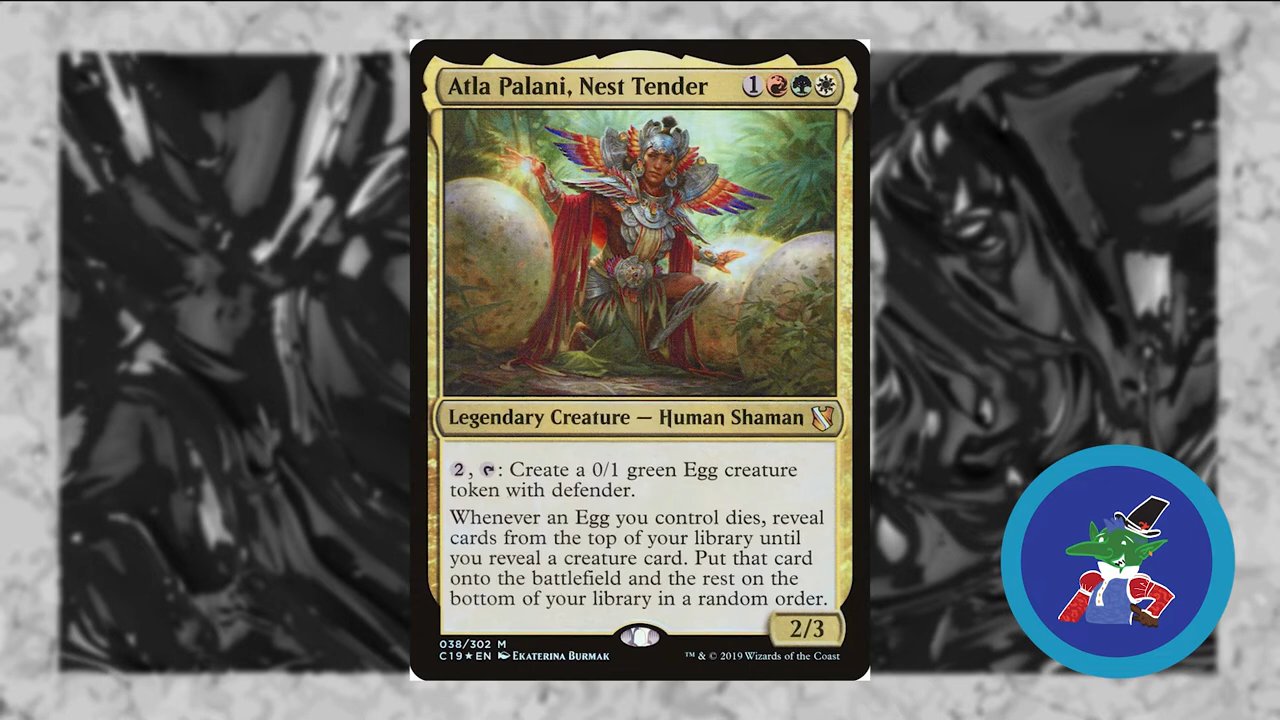 Atla Palani, Nest Tender 1
Legendary Creature — Human Shaman
2, : Create a 0/1 green Egg creature
token with defender.
Whenever an Egg you control dies, reveal
cards from the top of your library until
you reveal a creature card. Put that card
onto the battlefield and the rest on the
bottom of your library in a random order.
2/3
038/302 M
C19★EN Ekaterina Burmak
™ & © 2019 Wizards of the Coast